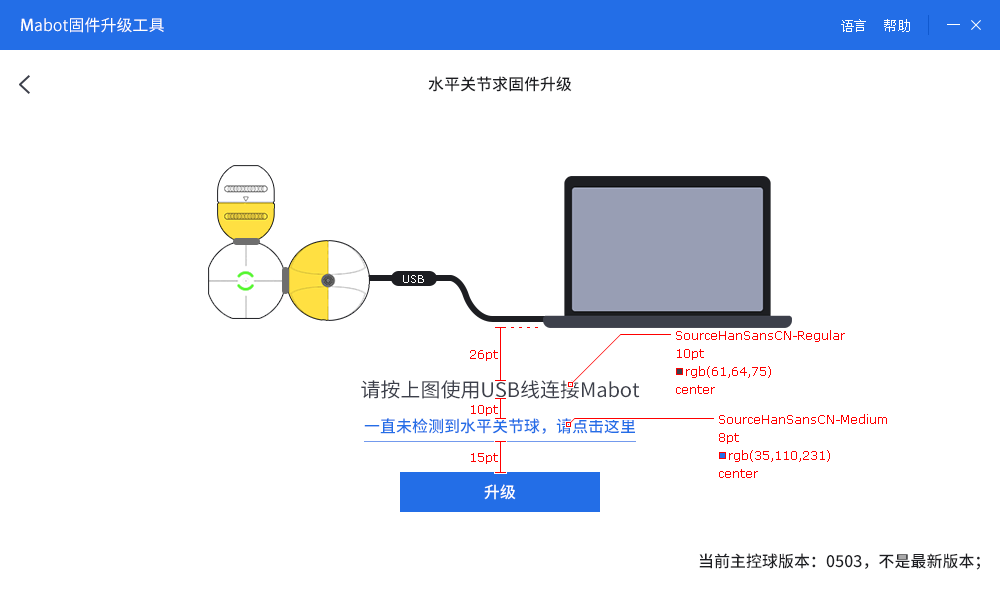 Mabot固件升级工具
语言 帮助
水平关节求固件升级
USB
26pt
SourceHanSansCN-Regular
10pt
rgb(61,64,75)
center
请按上图使用USB线连接Mabot
10pt
SourceHanSansCN-Medium
8pt
rgb(35,110,231)
center
一直未检测到水平关节球，请点击这里
15pt
升级
当前主控球版本：0503，不是最新版本；